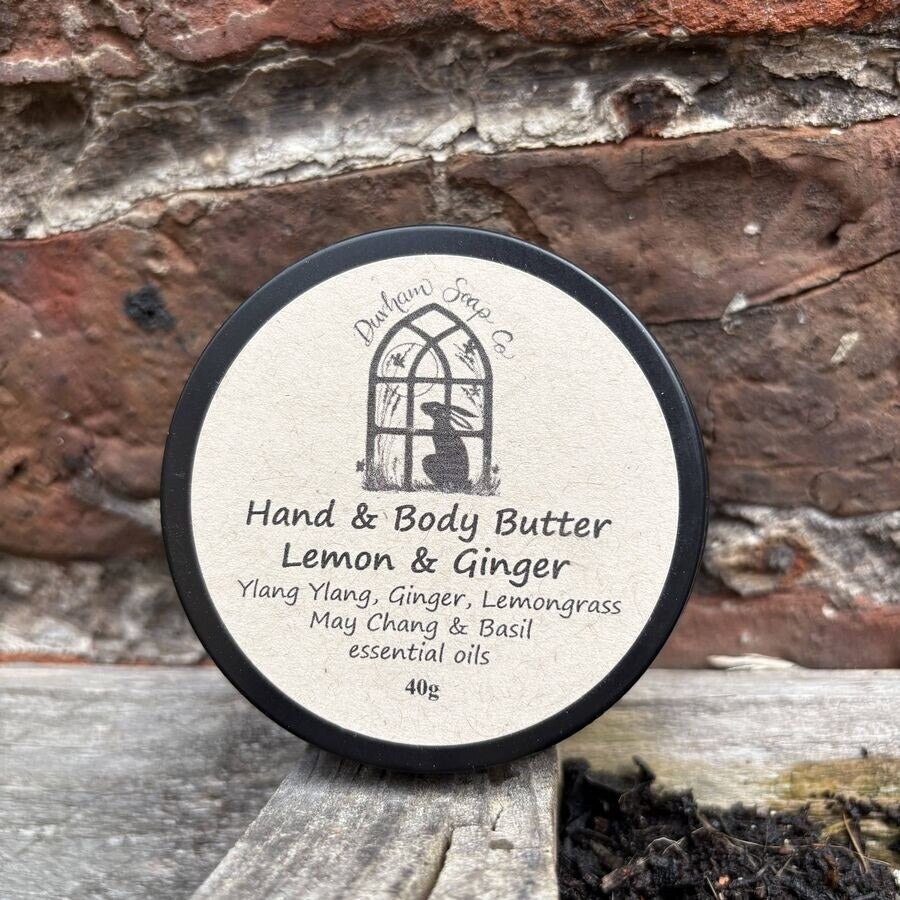 Durham Soap Co
Hand & Body Butter
Lemon & Ginger
Ylang Ylang, Ginger, Lemongrass
May Chang & Basil
essential oils
40g